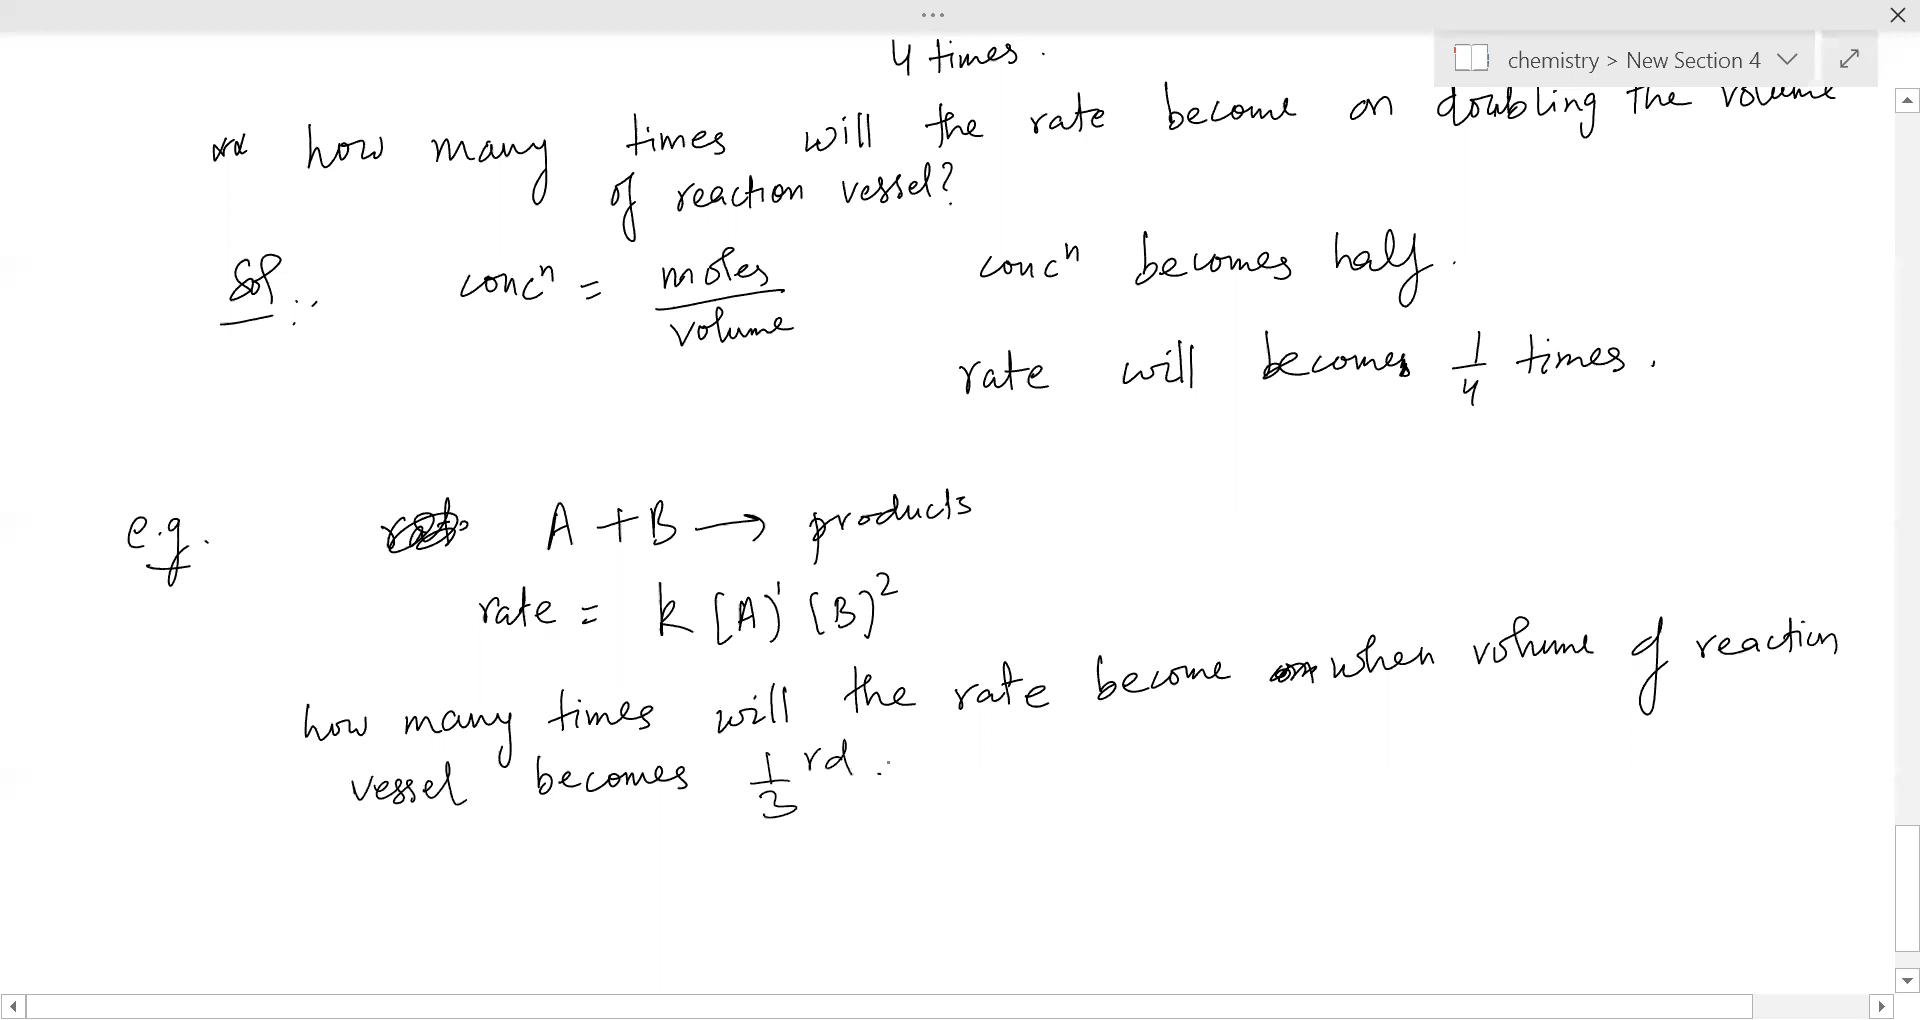 chemistry > New Section 4
4 times.
how many times will the rate become on doubling the volume
of reaction vessel?
Sol:. concⁿ = moles/volume concⁿ becomes half.
rate will becomes 1/4 times.
e.g. A + B → products
rate = k [A]¹ [B]²
how many times will the rate become when volume of reaction
vessel becomes 1/3 rd.